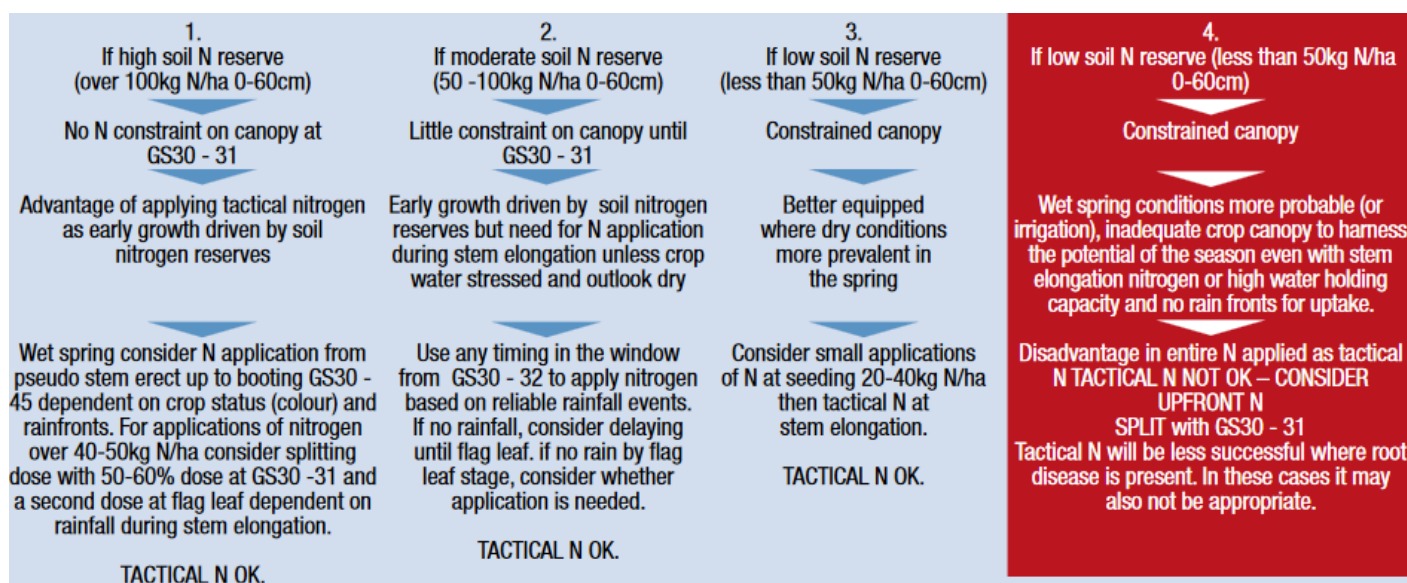 1.
If high soil N reserve
(over 100kg N/ha 0-60cm)
No N constraint on canopy at
GS30 - 31
Advantage of applying tactical nitrogen
as early growth driven by soil
nitrogen reserves
Wet spring consider N application from
pseudo stem erect up to booting GS30 -
45 dependent on crop status (colour) and
rainfronts. For applications of nitrogen
over 40-50kg N/ha consider splitting
dose with 50-60% dose at GS30 -31 and
a second dose at flag leaf dependent on
rainfall during stem elongation.
TACTICAL N OK.
2.
If moderate soil N reserve
(50 -100kg N/ha 0-60cm)
Little constraint on canopy until
GS30 - 31
Early growth driven by soil nitrogen
reserves but need for N application
during stem elongation unless crop
water stressed and outlook dry
Use any timing in the window
from GS30 - 32 to apply nitrogen
based on reliable rainfall events.
If no rainfall, consider delaying
until flag leaf. if no rain by flag
leaf stage, consider whether
application is needed.
TACTICAL N OK.
3.
If low soil N reserve
(less than 50kg N/ha 0-60cm)
Constrained canopy
Better equipped
where dry conditions
more prevalent in
the spring
Consider small applications
of N at seeding 20-40kg N/ha
then tactical N at
stem elongation.
TACTICAL N OK.
4.
If low soil N reserve (less than 50kg N/ha
0-60cm)
Constrained canopy
Wet spring conditions more probable (or
irrigation), inadequate crop canopy to harness
the potential of the season even with stem
elongation nitrogen or high water holding
capacity and no rain fronts for uptake.
Disadvantage in entire N applied as tactical
N TACTICAL N NOT OK – CONSIDER
UPFRONT N
SPLIT with GS30 - 31
Tactical N will be less successful where root
disease is present. In these cases it may
also not be appropriate.